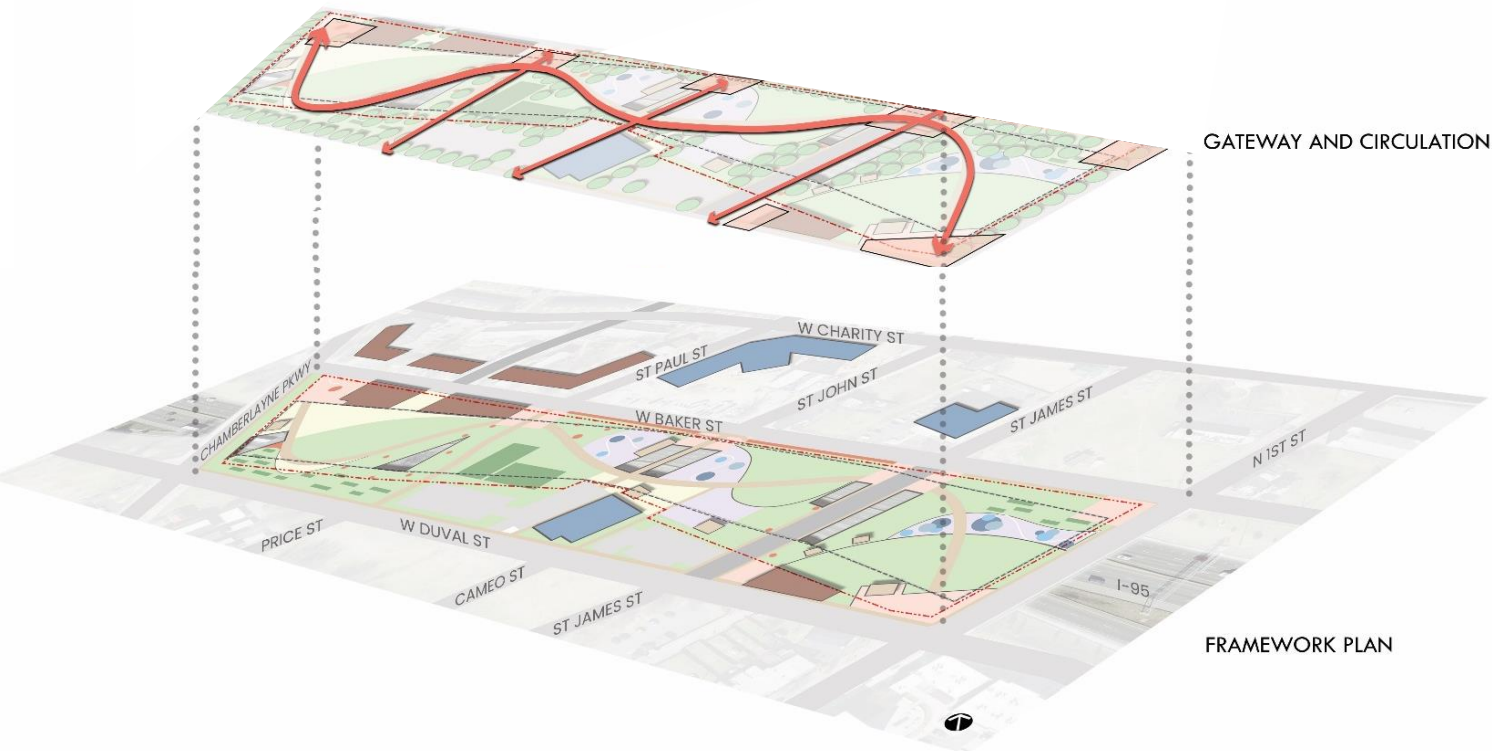 GATEWAY AND CIRCULATION
W CHARITY ST
ST PAUL ST
ST JOHN ST
CHAMBERLAYNE PKWY
W BAKER ST
ST JAMES ST
N 1ST ST
PRICE ST
W DUVAL ST
CAMEO ST
ST JAMES ST
I-95
FRAMEWORK PLAN